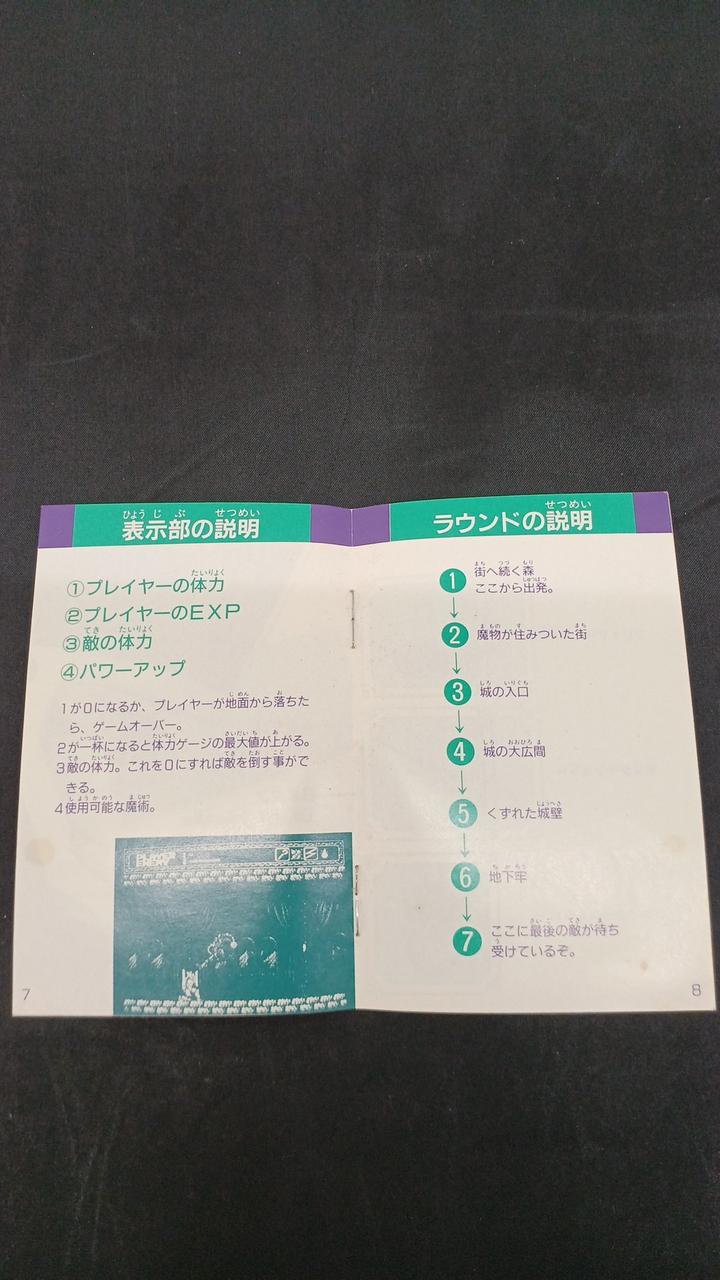 表示部の説明
①プレイヤーの体力
②プレイヤーのEXP
③敵の体力
④パワーアップ
1が0になるか、プレイヤーが地面から落ちた
ら、ゲームオーバー。
2が一杯になると体力ゲージの最大値が上がる。
3敵の体力。これを0にすれば敵を倒す事がで
きる。
4使用可能な魔術。
7
ラウンドの説明
1 街へ続く森
ここから出発。
2 魔物が住みついた街
3 城の入口
4 城の大広間
5 くずれた城壁
6 地下牢
7 ここに最後の敵が待ち
受けているぞ。
8